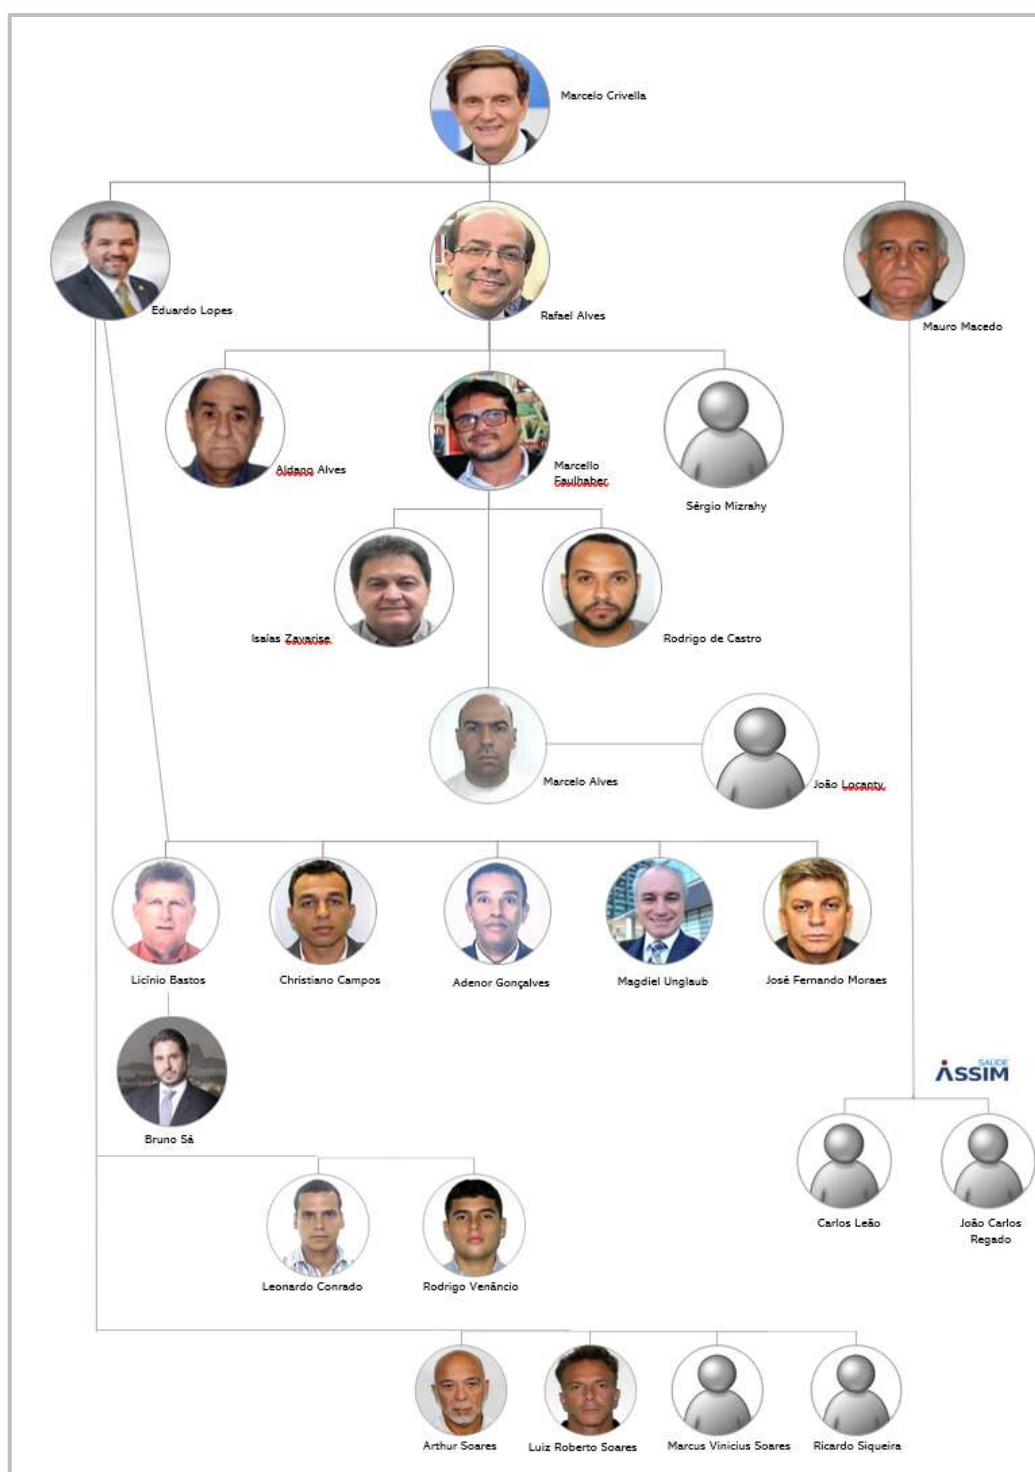 Marcelo Crivella
Eduardo Lopes
Rafael Alves
Mauro Macedo
Aldano Alves
Marcello
Faulhaber
Sérgio Mizrahy
Isaías Zavarise
Rodrigo de Castro
Marcelo Alves
João Locanty
Licínio Bastos
Christiano Campos
Adenor Gonçalves
Magdiel Unglaub
José Fernando Moraes
SAÚDE
ASSIM
Bruno Sá
Carlos Leão
João Carlos
Regado
Leonardo Conrado
Rodrigo Venâncio
Arthur Soares
Luiz Roberto Soares
Marcus Vinicius Soares
Ricardo Siqueira